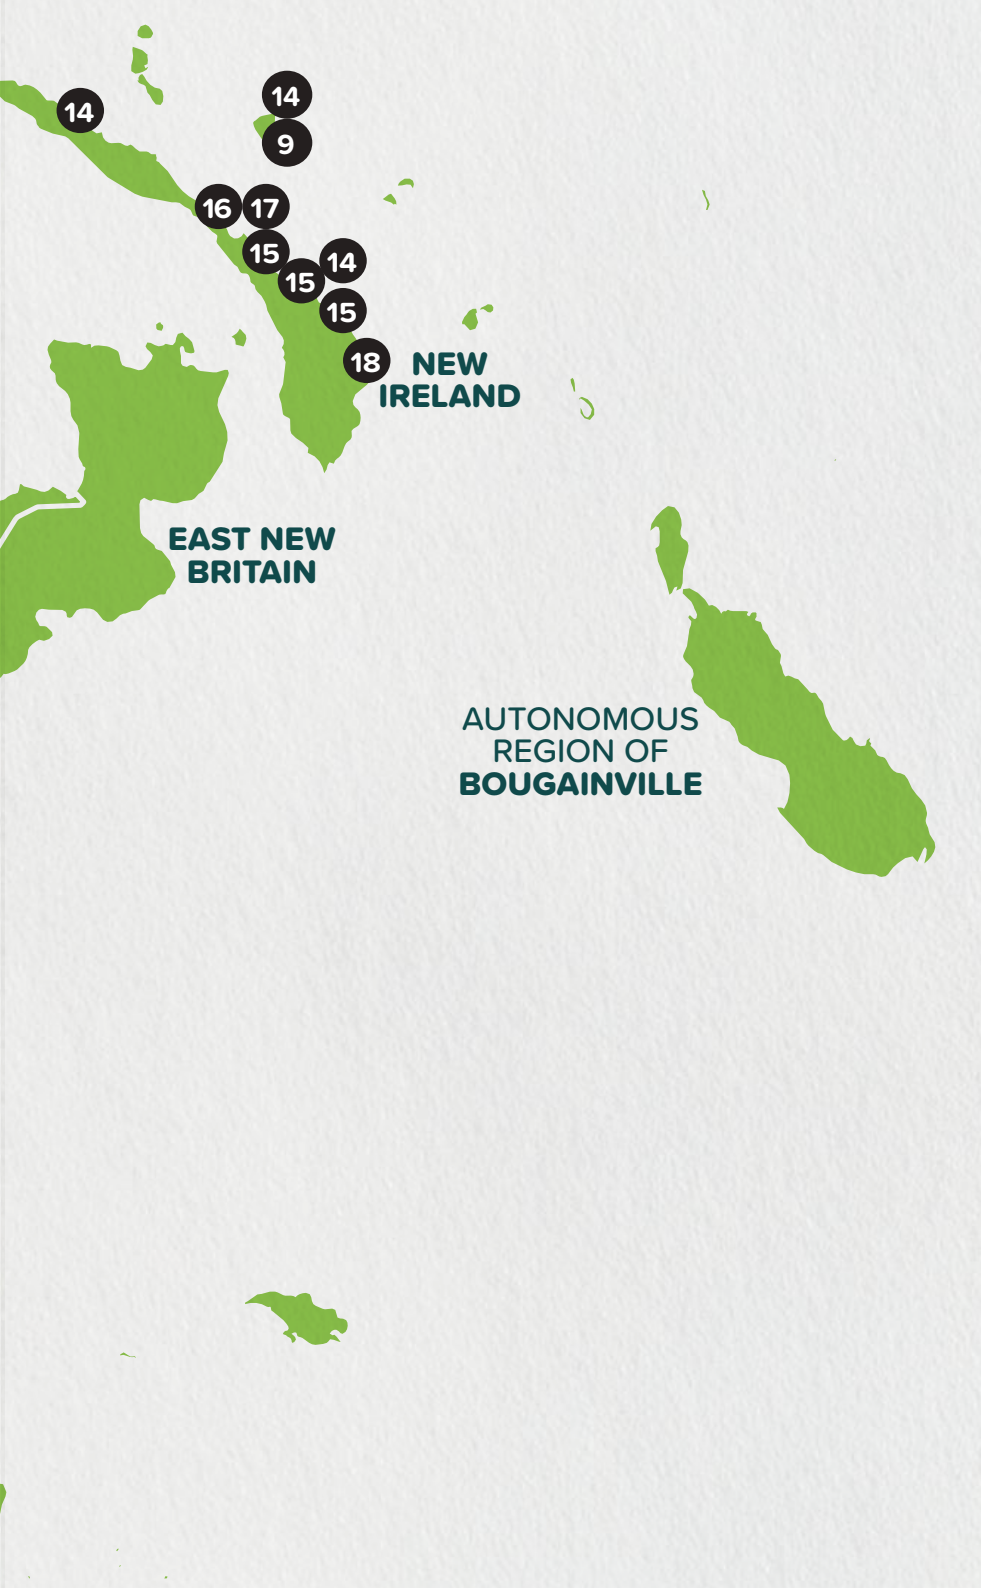 14
14
9
16 17
15
14
15
15
18
NEW
IRELAND
EAST NEW
BRITAIN
AUTONOMOUS
REGION OF
BOUGAINVILLE